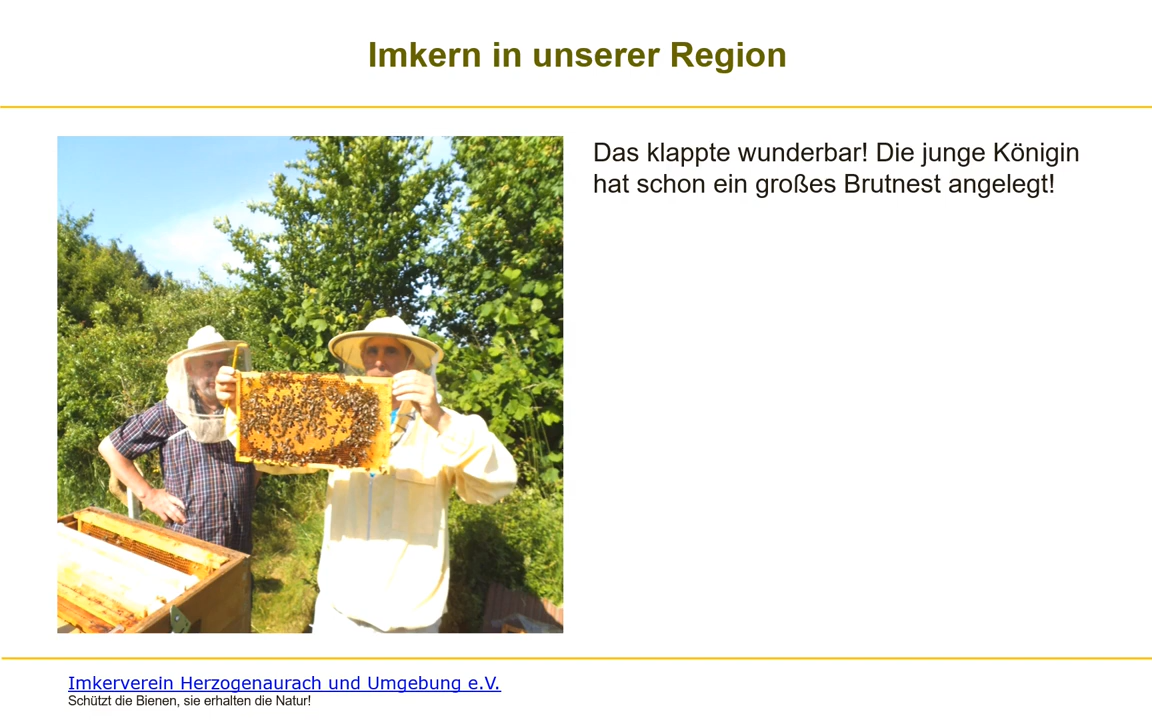 Imkern in unserer Region
Das klappte wunderbar! Die junge Königin
hat schon ein großes Brutnest angelegt!
Imkerverein Herzogenaurach und Umgebung e.V.
Schützt die Bienen, sie erhalten die Natur!